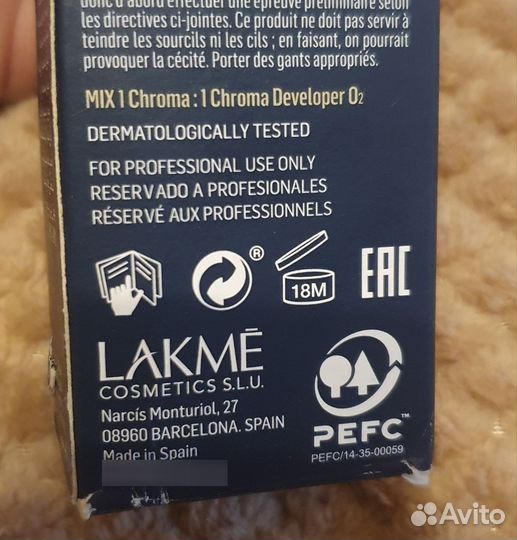 donc d'abord effectuer une épreuve préliminaire selon
les directives ci-jointes. Ce produit ne doit pas servir à
teindre les sourcils ni les cils ; en faisant, on pourrait
provoquer la cécité. Porter des gants appropriés.
MIX 1 Chroma : 1 Chroma Developer O₂
DERMATOLOGICALLY TESTED
FOR PROFESSIONAL USE ONLY
RESERVADO A PROFESIONALES
RÉSERVÉ AUX PROFESSIONNELS
®
18M
EAC
LAKMĒ
COSMETICS S.L.U.
Narcís Monturiol, 27
08960 BARCELONA. SPAIN
Made in Spain
PEFC™
PEFC/14-35-00059
Avito